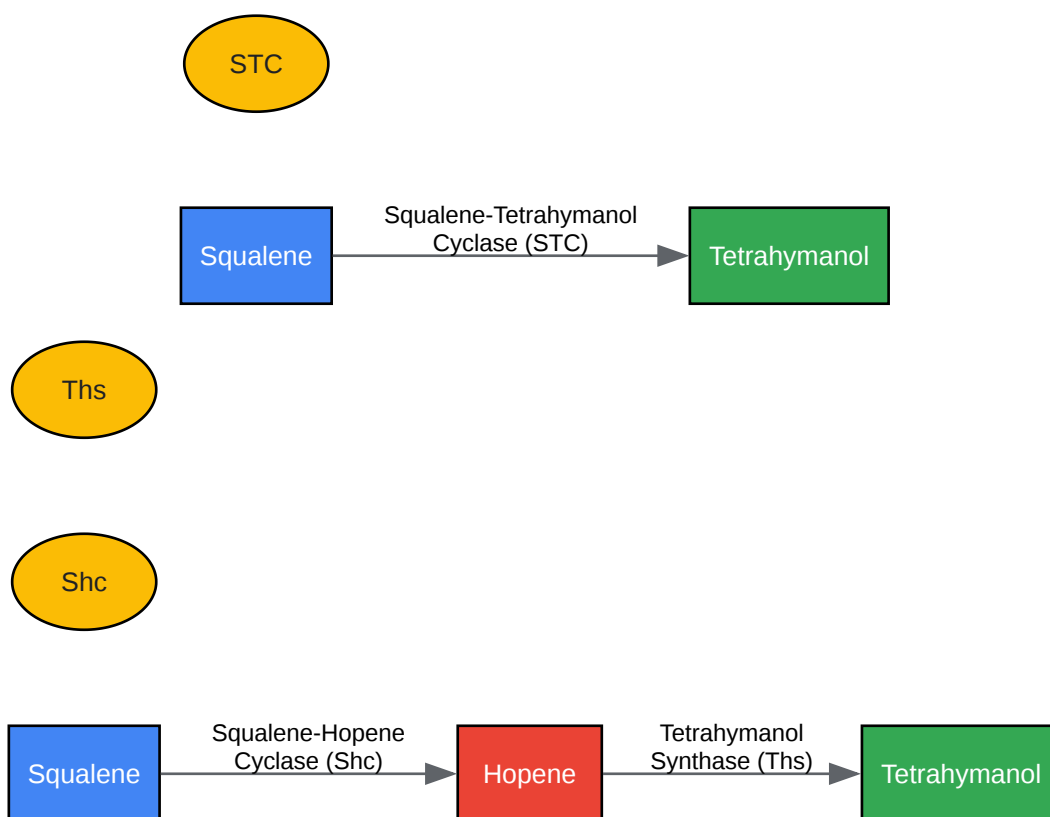 STC
Squalene-Tetrahymanol
Cyclase (STC)
Squalene
Tetrahymanol
Ths
Shc
Squalene-Hopene
Cyclase (Shc)
Tetrahymanol
Synthase (Ths)
Squalene
Hopene
Tetrahymanol